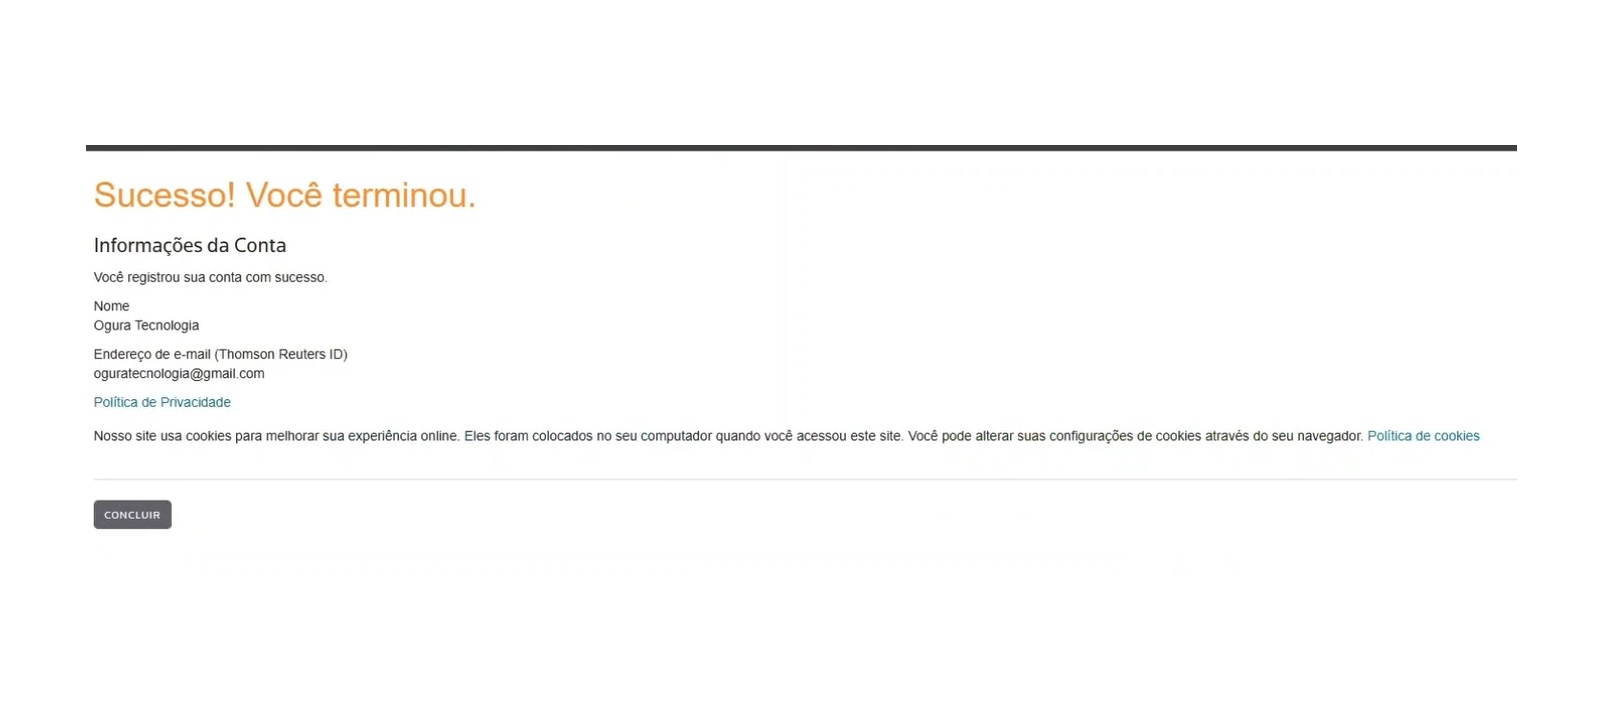 Sucesso! Você terminou.
Informações da Conta
Você registrou sua conta com sucesso.
Nome
Ogura Tecnologia
Endereço de e-mail (Thomson Reuters ID)
oguratecnologia@gmail.com
Política de Privacidade
Nosso site usa cookies para melhorar sua experiência online. Eles foram colocados no seu computador quando você acessou este site. Você pode alterar suas configurações de cookies através do seu navegador. Política de cookies
CONCLUIR